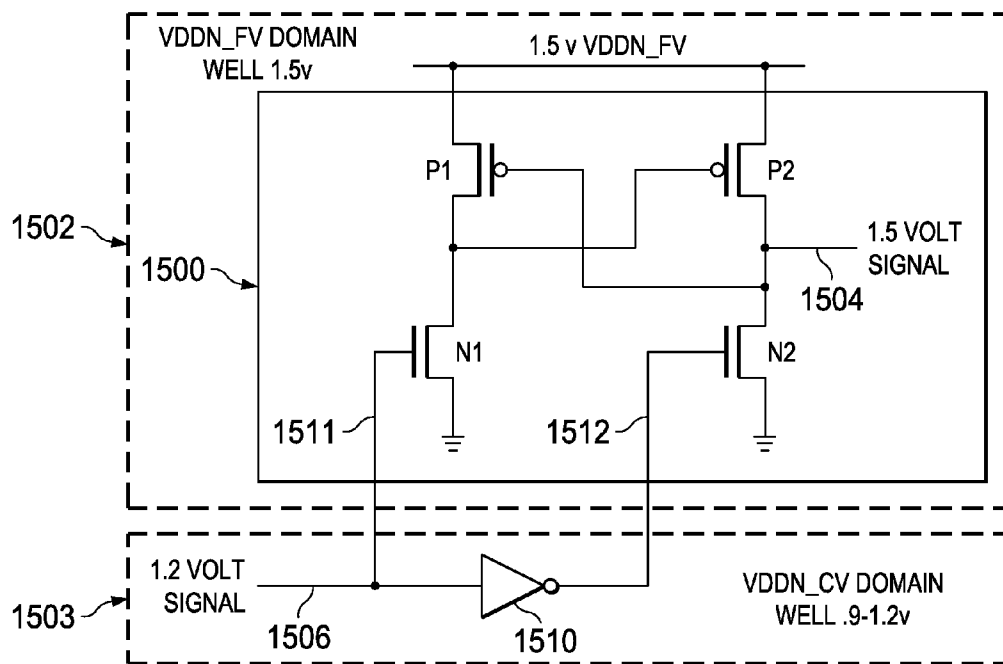 VDDN_FV DOMAIN
WELL 1.5v
1.5 v VDDN_FV
P1
P2
1502
1500
1.5 VOLT
SIGNAL
1504
N1
N2
1511
1512
1.2 VOLT
SIGNAL
VDDN_CV DOMAIN
WELL .9-1.2v
1503
1506
1510